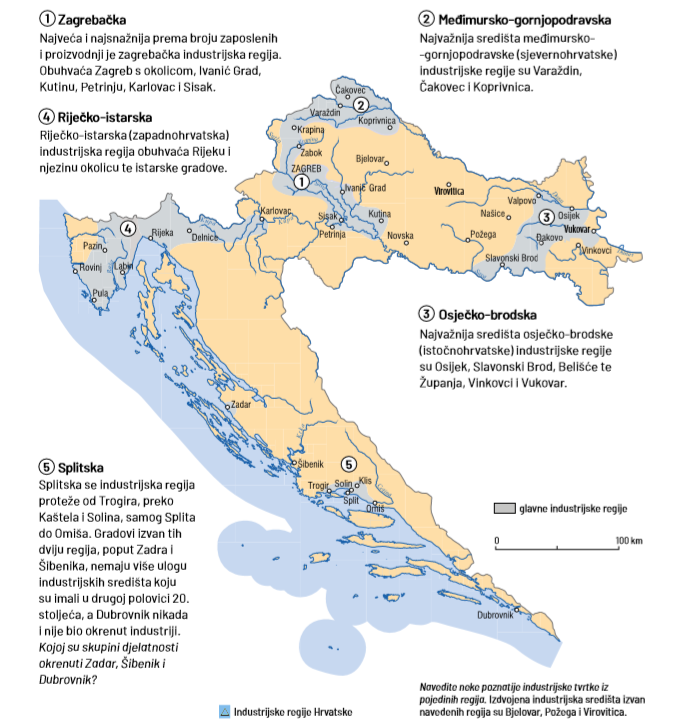 1 Zagrebačka
Najveća i najsnažnija prema broju zaposlenih
i proizvodnji je zagrebačka industrijska regija.
Obuhvaća Zagreb s okolicom, Ivanić Grad,
Kutinu, Petrinju, Karlovac i Sisak.
4 Riječko-istarska
Riječko-istarska (zapadnohrvatska)
industrijska regija obuhvaća Rijeku i
njezinu okolicu te istarske gradove.
2 Međimursko-gornjopodravska
Najvažnija središta međimursko-
-gornjopodravske (sjevernohrvatske)
industrijske regije su Varaždin,
Čakovec i Koprivnica.
Čakovec
2
Varaždin
Koprivnica
Krapina
Zabok
Bjelovar
ZAGREB
1
Ivanić Grad
Virovitica
Valpovo
Našice
3
Osijek
Karlovac
Sisak
Kutina
Vukovar
4
Rijeka
Delnice
Petrinja
Novska
Požega
Đakovo
Pazin
Vinkovci
Rovinj
Labin
Slavonski Brod
Pula
3 Osječko-brodska
Najvažnija središta osječko-brodske
(istočnohrvatske) industrijske regije
su Osijek, Slavonski Brod, Belišće te
Županja, Vinkovci i Vukovar.
Zadar
Šibenik
5
Trogir
Solin
Klis
Split
Omiš
5 Splitska
Splitska se industrijska regija
proteže od Trogira, preko
Kaštela i Solina, samog Splita
do Omiša. Gradovi izvan tih
dviju regija, poput Zadra i
Šibenika, nemaju više ulogu
industrijskih središta koju
su imali u drugoj polovici 20.
stoljeća, a Dubrovnik nikada
i nije bio okrenut industriji.
Kojoj su skupini djelatnosti
okrenuti Zadar, Šibenik i
Dubrovnik?
glavne industrijske regije
0 100 km
Dubrovnik
Industrijske regije Hrvatske
Navedite neke poznatije industrijske tvrtke iz
pojedinih regija. Izdvojena industrijska središta izvan
navedenih regija su Bjelovar, Požega i Virovitica.